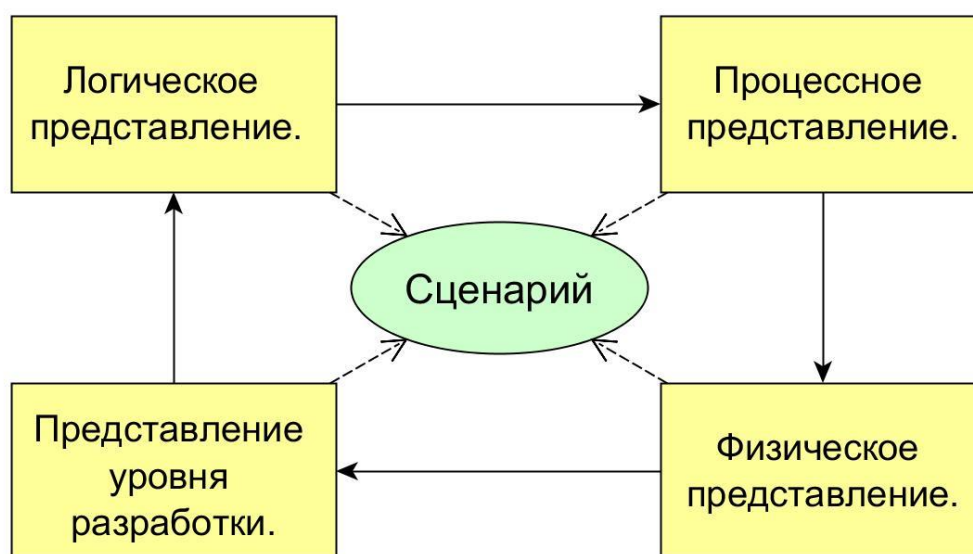 Логическое
представление.
Процессное
представление.
Сценарий
Представление
уровня
разработки.
Физическое
представление.